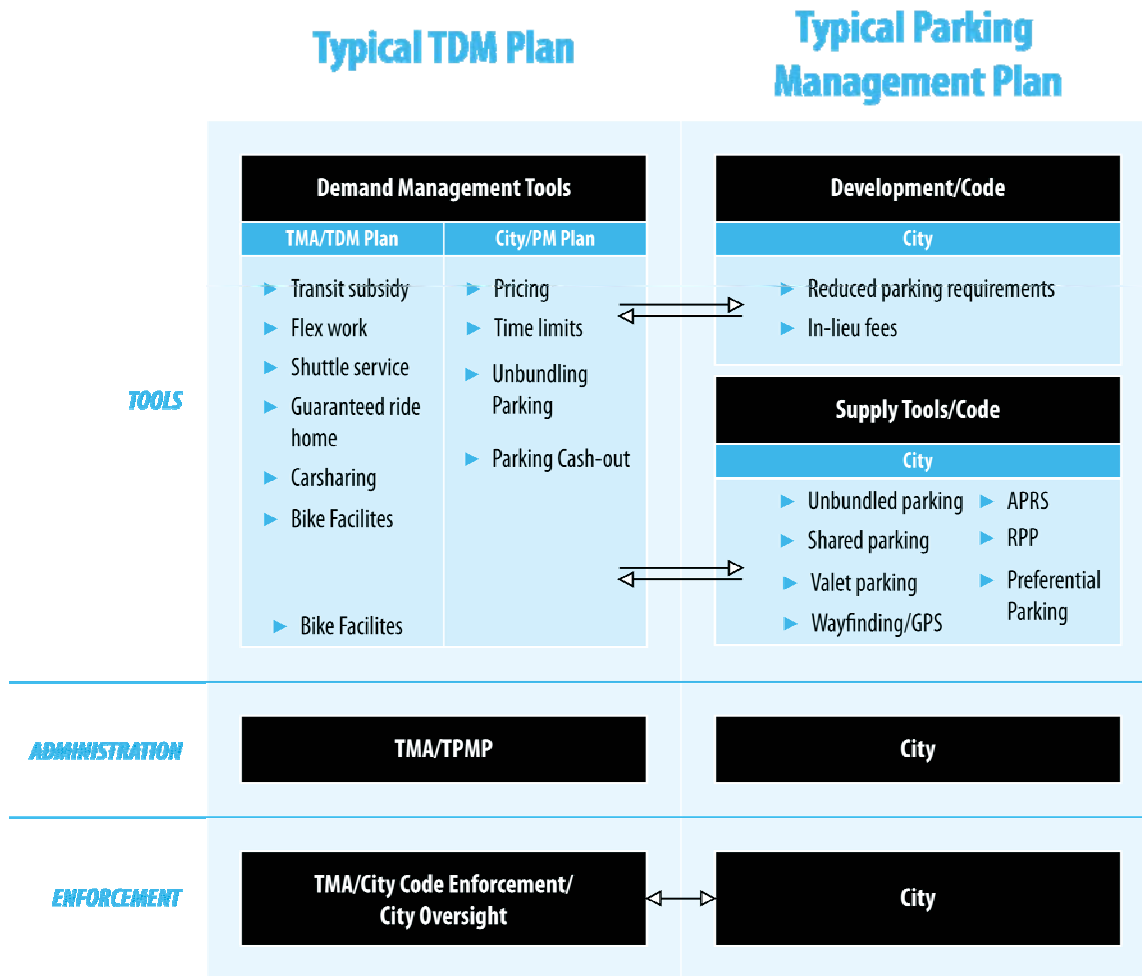 Typical TDM Plan
Typical Parking
Management Plan
TOOLS
Demand Management Tools
TMA/TDM Plan
Transit subsidy
Flex work
Shuttle service
Guaranteed ride
home
Carsharing
Bike Facilites
Bike Facilites
City/PM Plan
Pricing
Time limits
Unbundling
Parking
Parking Cash-out
Development/Code
City
Reduced parking requirements
In-lieu fees
Supply Tools/Code
City
Unbundled parking
Shared parking
Valet parking
Wayfinding/GPS
APRS
RPP
Preferential
Parking
ADMINISTRATION
TMA/TPMP
City
ENFORCEMENT
TMA/City Code Enforcement/
City Oversight
City